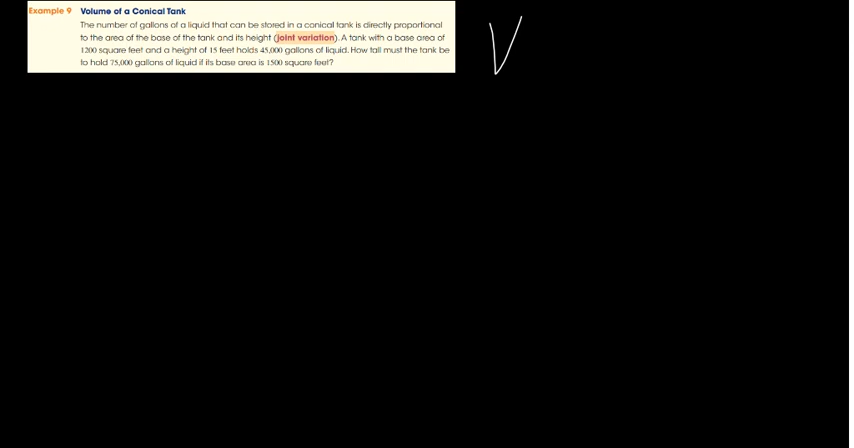 Example 9 Volume of a Conical Tank
The number of gallons of a liquid that can be stored in a conical tank is directly proportional
to the area of the base of the tank and its height (joint variation). A tank with a base area of
1200 square feet and a height of 15 feet holds 45,000 gallons of liquid. How tall must the tank be
to hold 75,000 gallons of liquid if its base area is 1500 square feet?
V